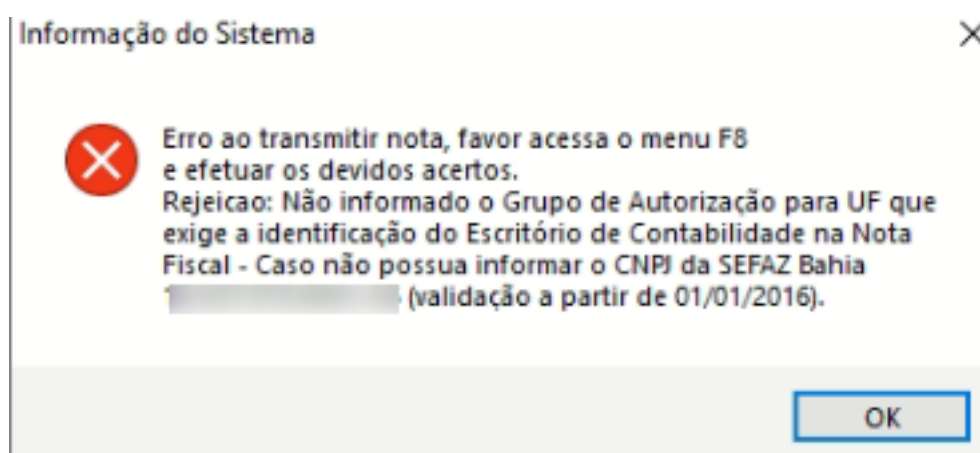 Informação do Sistema
Erro ao transmitir nota, favor acessa o menu F8
e efetuar os devidos acertos.
Rejeicao: Não informado o Grupo de Autorização para UF que
exige a identificação do Escritório de Contabilidade na Nota
Fiscal - Caso não possua informar o CNPJ da SEFAZ Bahia
(validação a partir de 01/01/2016).
OK